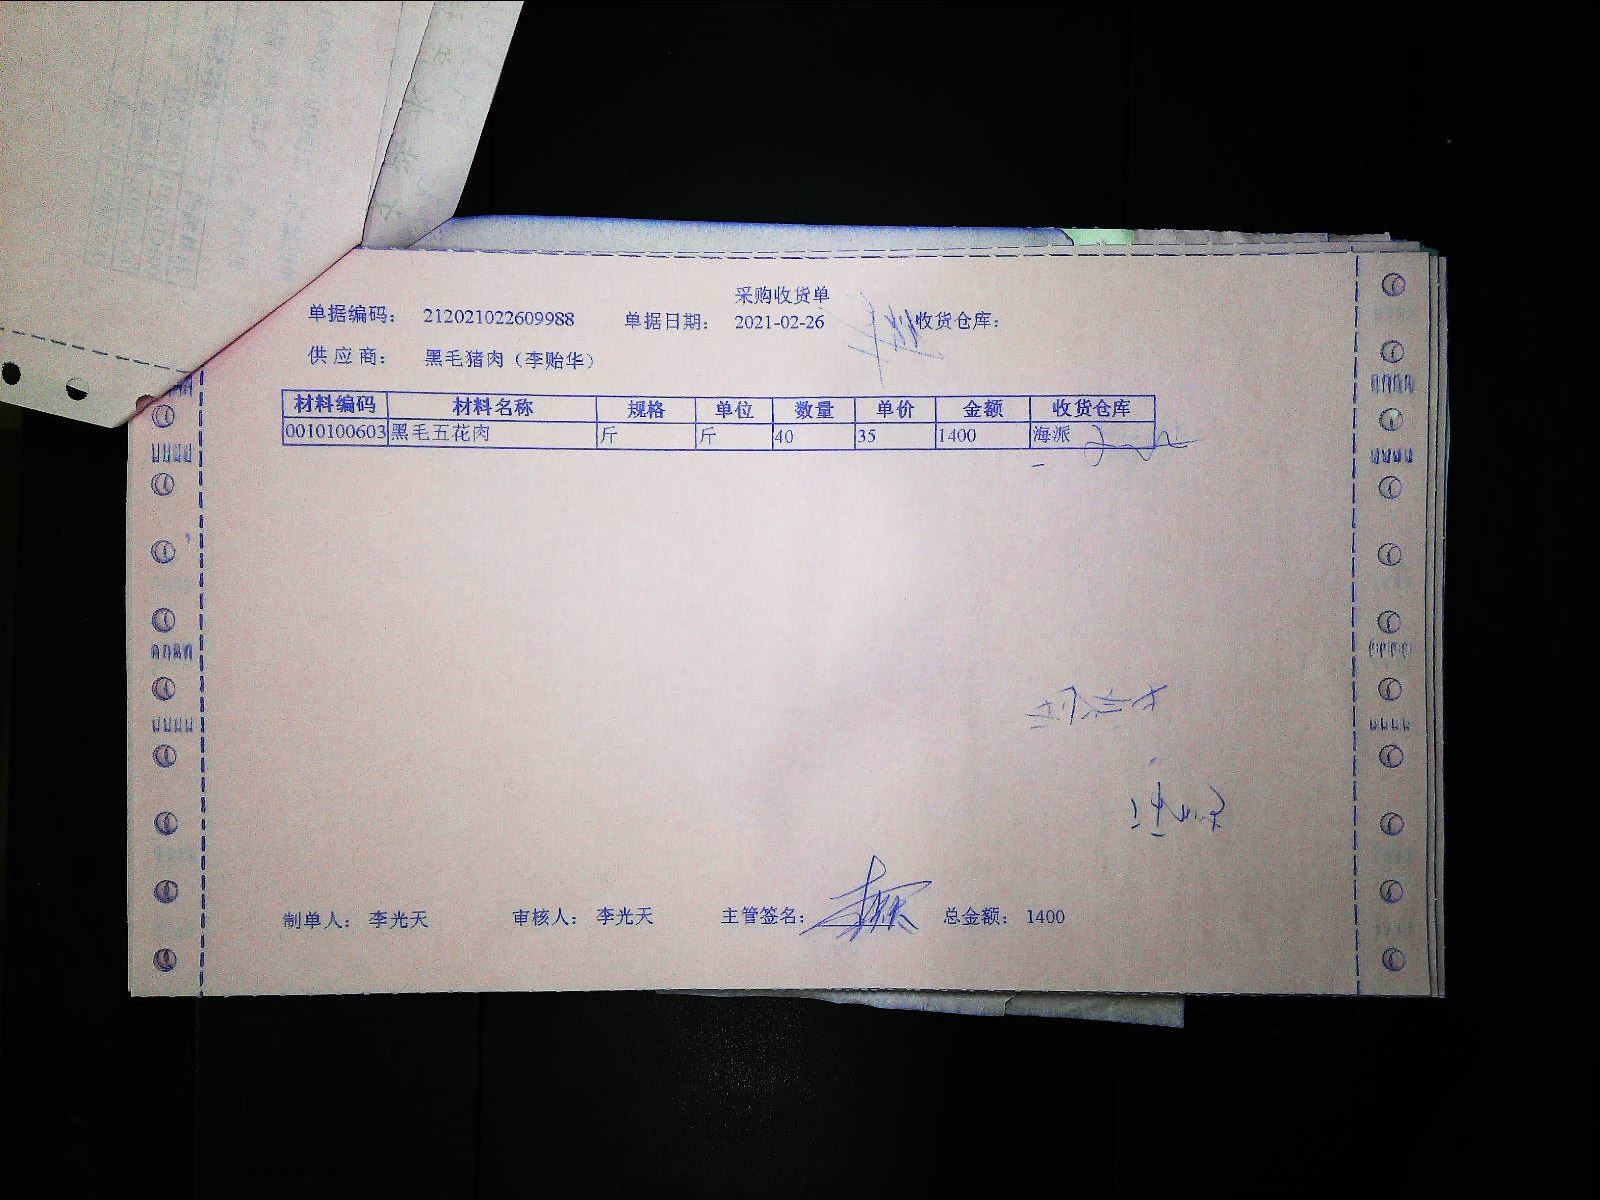 采购收货单
单据编码： 212021022609988 单据日期： 2021-02-26 收货仓库：
供应商： 黑毛猪肉（李贻华）
材料编码 材料名称 规格 单位 数量 单价 金额 收货仓库
0010100603 黑毛五花肉 斤 斤 40 35 1400 海派
制单人： 李光天 审核人： 李光天 主管签名： 总金额： 1400